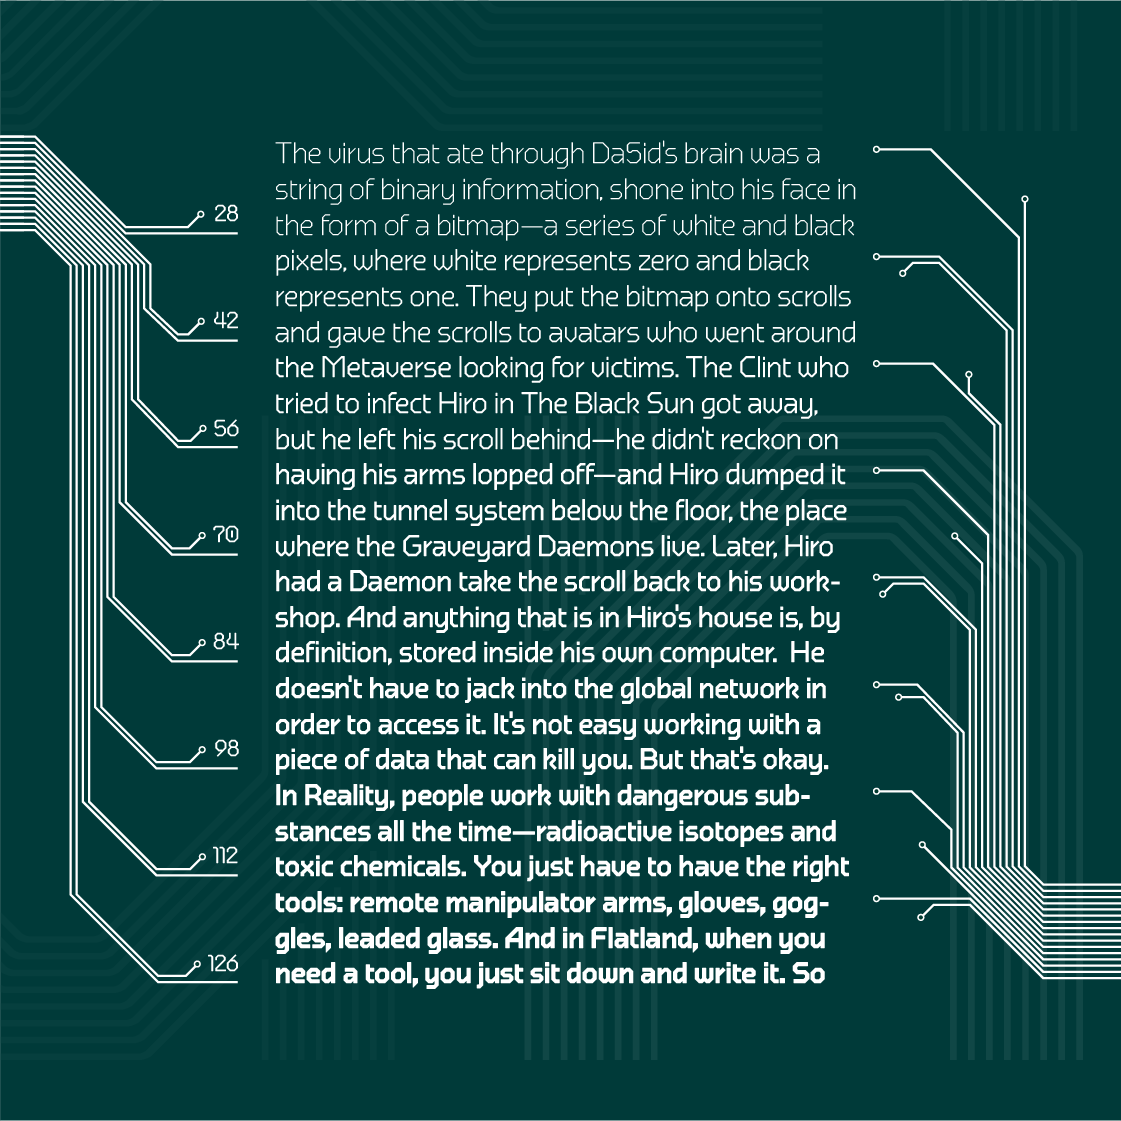 The virus that ate through DaSid's brain was a
string of binary information, shone into his face in
the form of a bitmap—a series of white and black
28
pixels, where white represents zero and black
represents one. They put the bitmap onto scrolls
and gave the scrolls to avatars who went around
42
the Metaverse looking for victims. The Clint who
tried to infect Hiro in The Black Sun got away,
but he left his scroll behind—he didn't reckon on
56
having his arms lopped off—and Hiro dumped it
into the tunnel system below the floor, the place
where the Graveyard Daemons live. Later, Hiro
70
had a Daemon take the scroll back to his work-
shop. And anything that is in Hiro's house is, by
definition, stored inside his own computer.  He
84
doesn't have to jack into the global network in
order to access it. It's not easy working with a
piece of data that can kill you. But that's okay.
98
In Reality, people work with dangerous sub-
stances all the time—radioactive isotopes and
toxic chemicals. You just have to have the right
112
tools: remote manipulator arms, gloves, gog-
gles, leaded glass. And in Flatland, when you
need a tool, you just sit down and write it. So
126